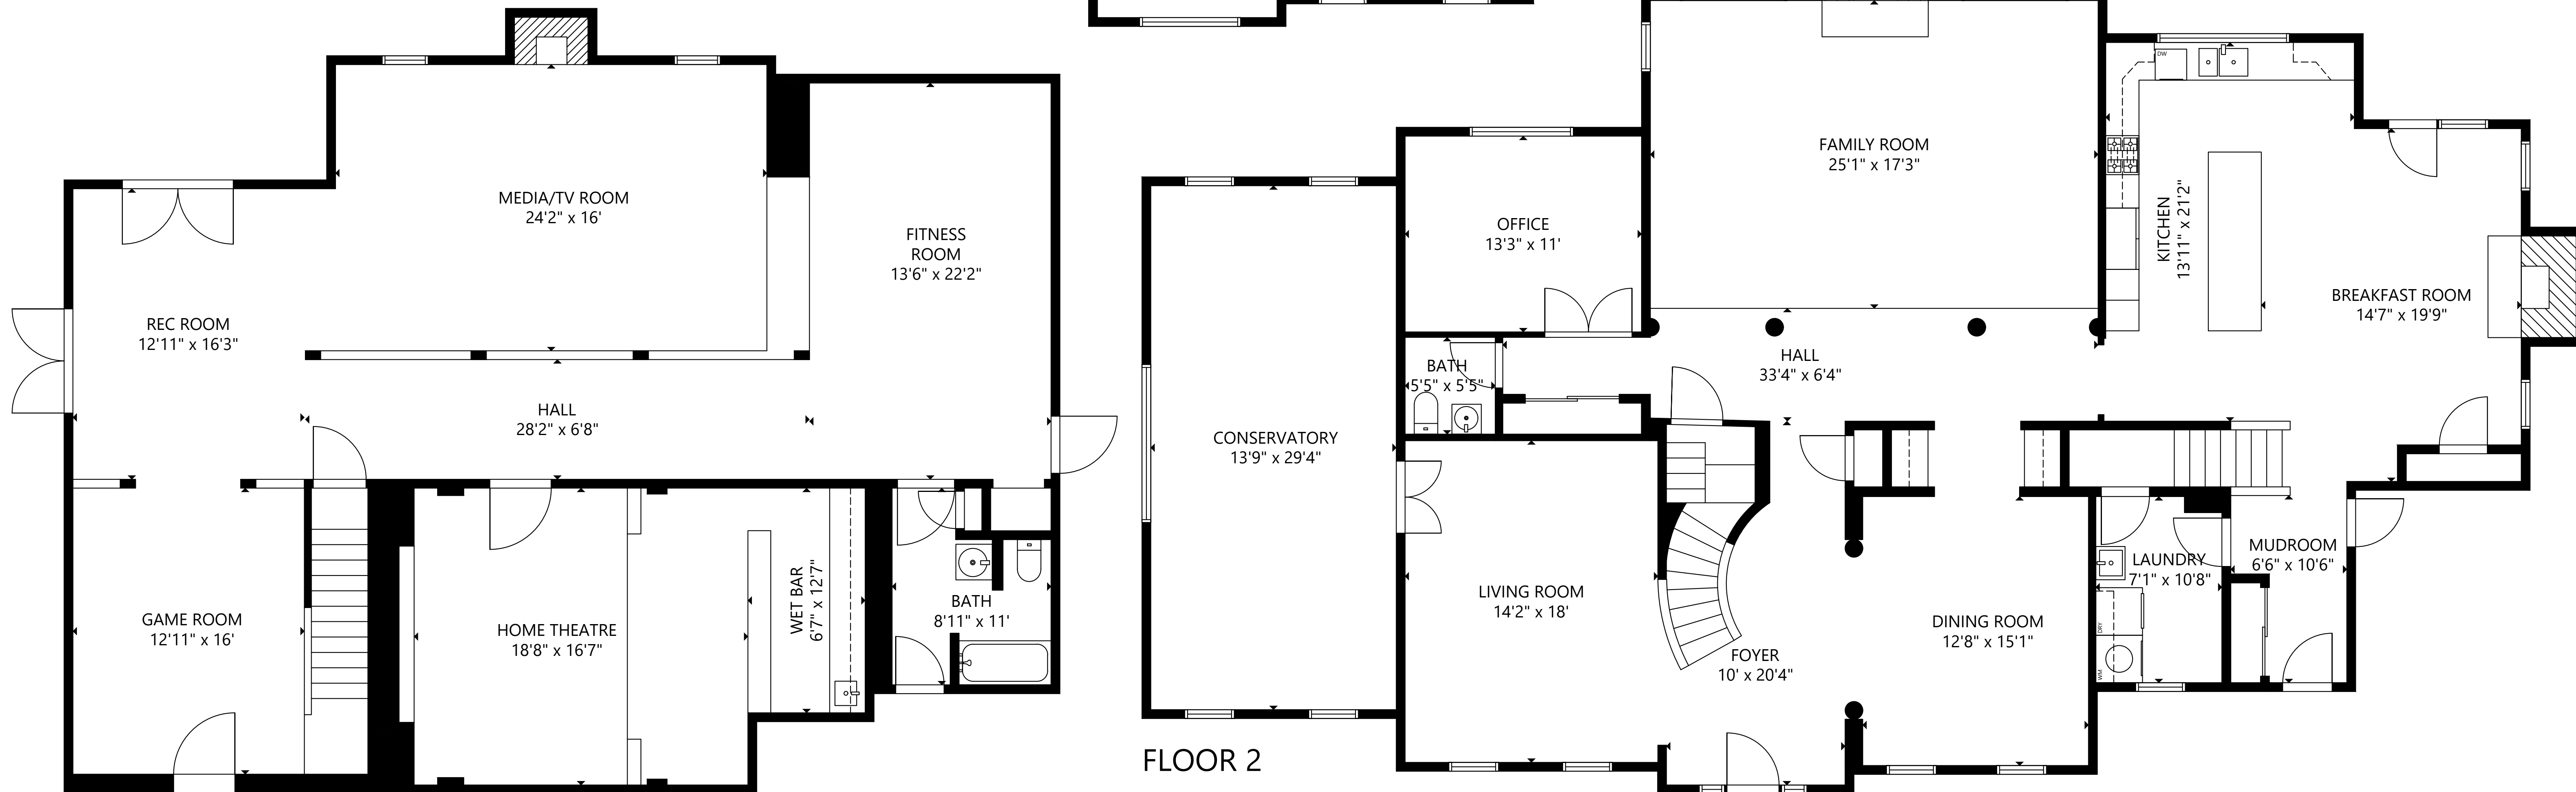 MEDIA/TV ROOM
24'2" x 16'
FITNESS
ROOM
13'6" x 22'2"
REC ROOM
12'11" x 16'3"
HALL
28'2" x 6'8"
GAME ROOM
12'11" x 16'
HOME THEATRE
18'8" x 16'7"
WET BAR
6'7" x 12'7"
BATH
8'11" x 11'
FAMILY ROOM
25'1" x 17'3"
DW
KITCHEN
13'11" x 21'2"
OFFICE
13'3" x 11'
BREAKFAST ROOM
14'7" x 19'9"
HALL
33'4" x 6'4"
BATH
5'5" x 5'5"
CONSERVATORY
13'9" x 29'4"
LIVING ROOM
14'2" x 18'
FOYER
10' x 20'4"
DINING ROOM
12'8" x 15'1"
LAUNDRY
7'1" x 10'8"
MUDROOM
6'6" x 10'6"
DRY
WM
FLOOR 2